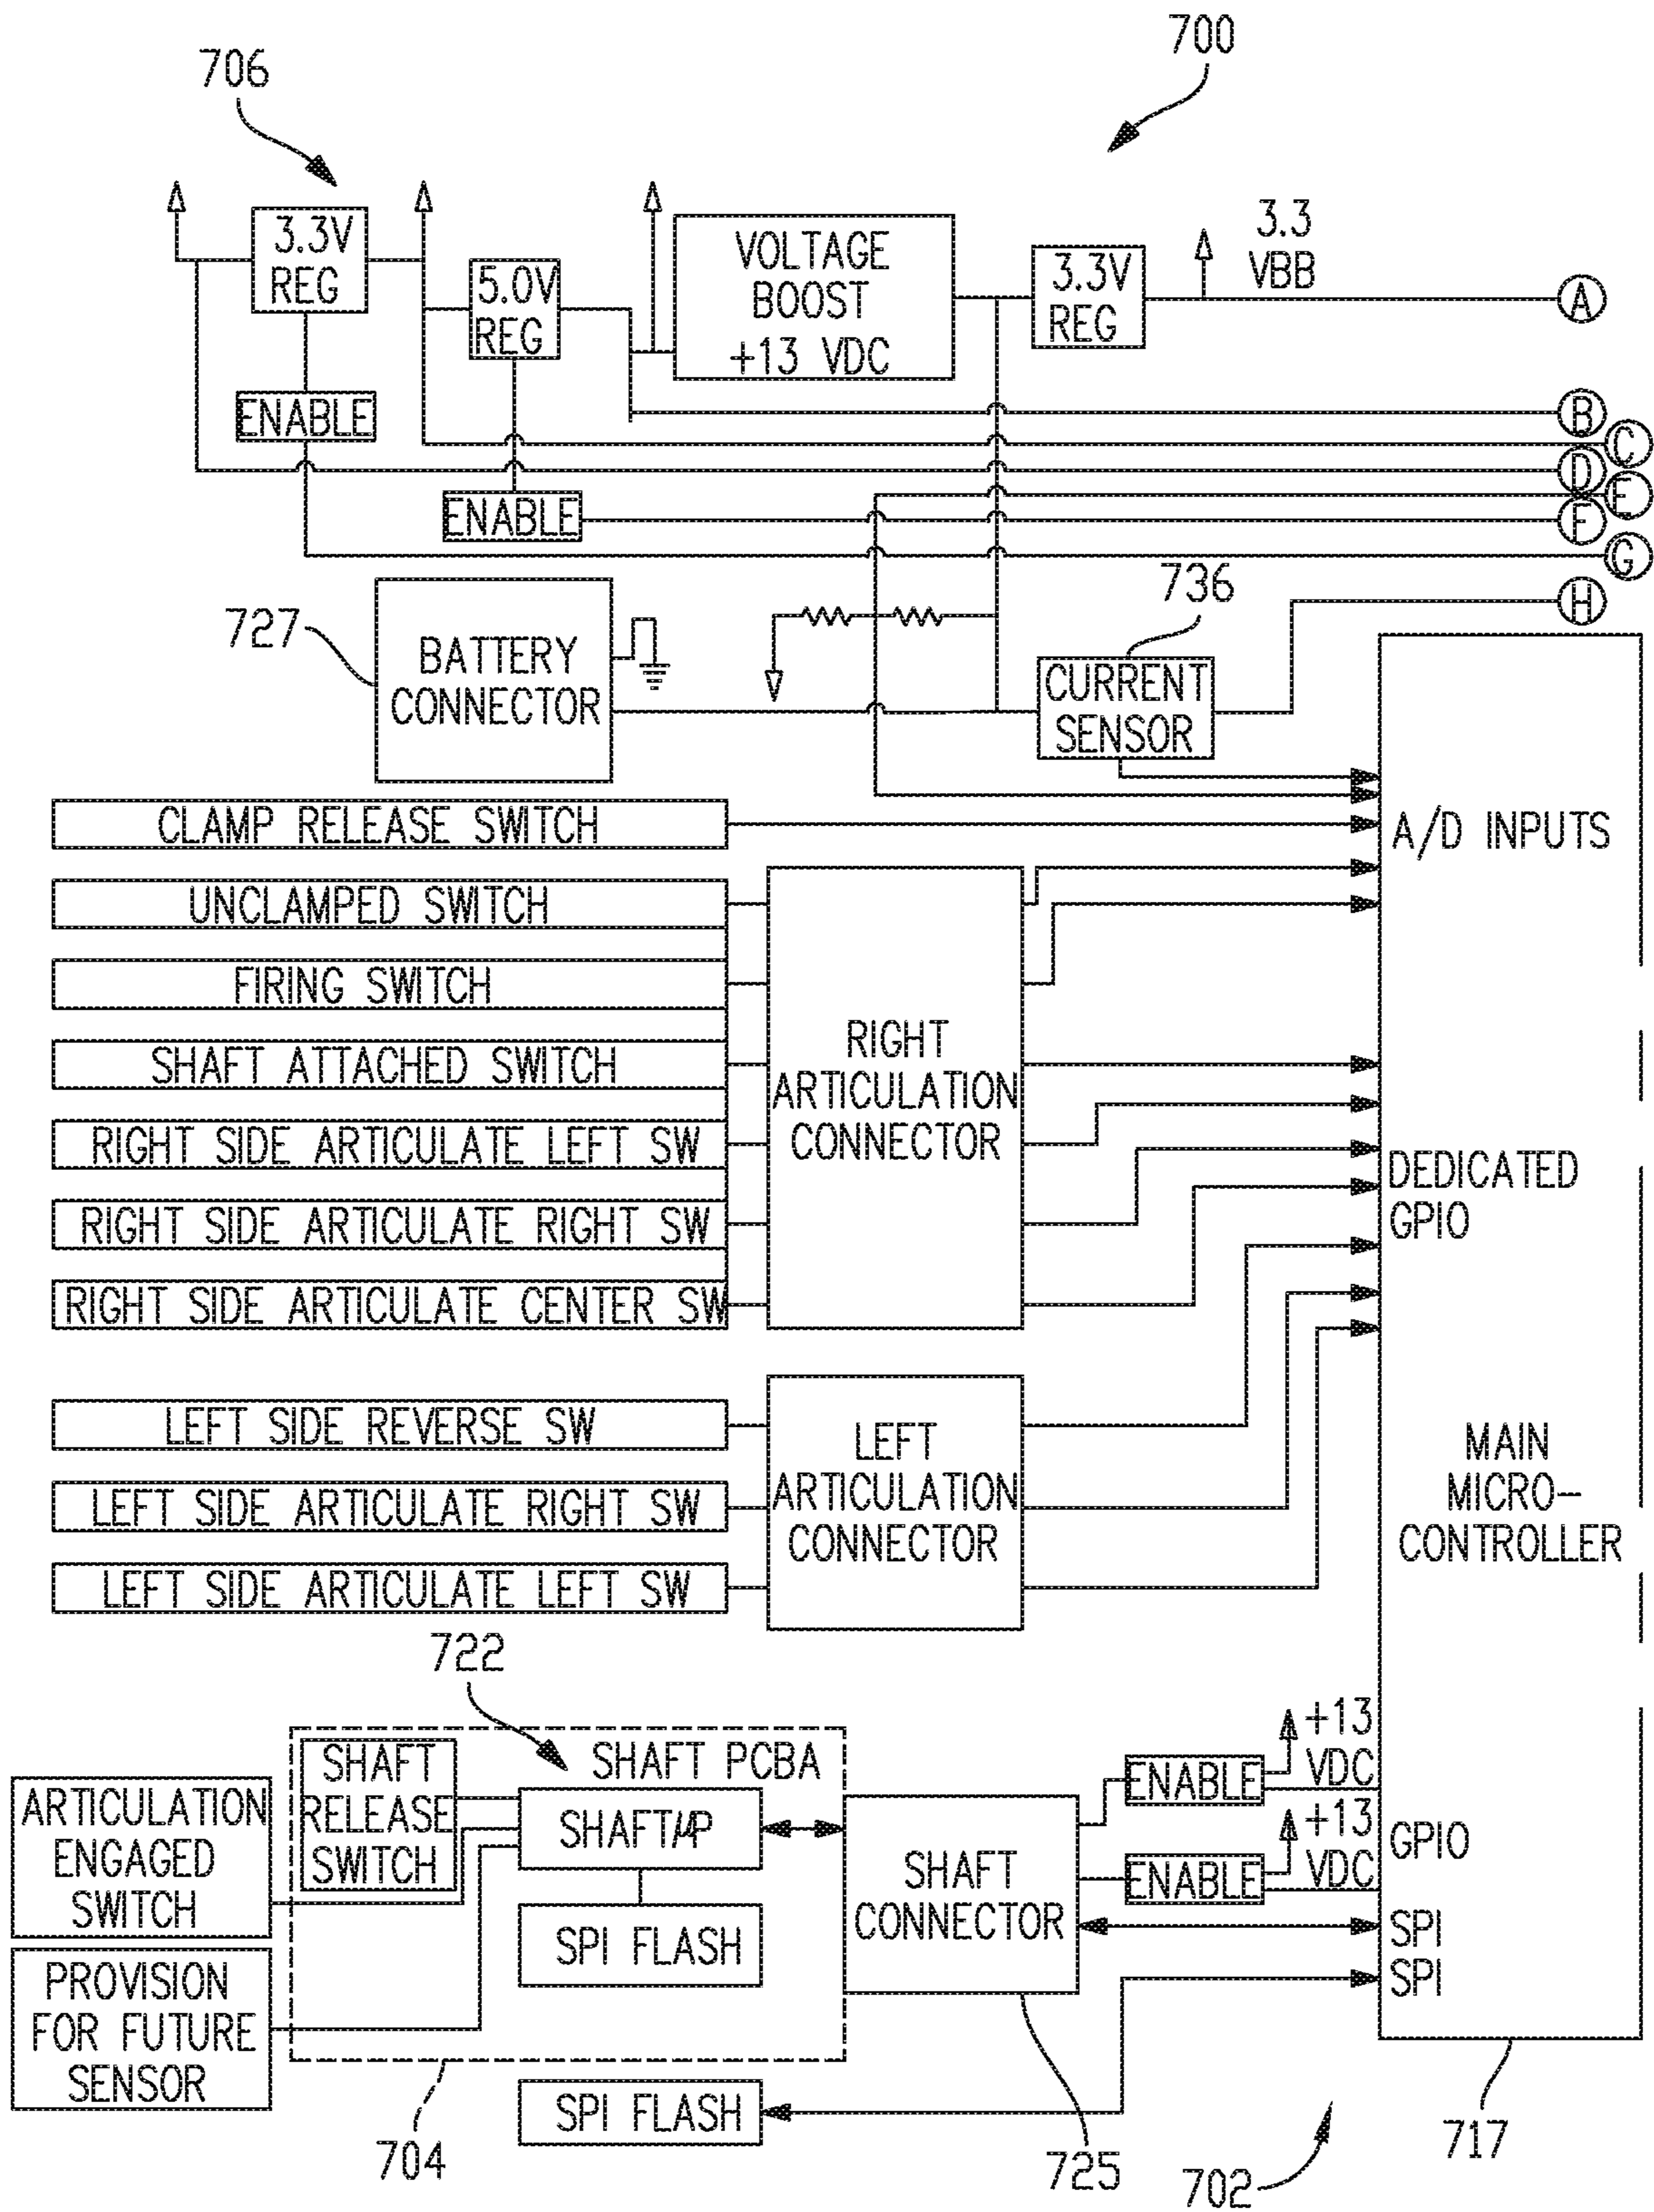 700
706
3.3V
REG
5.0V
REG
VOLTAGE
BOOST
+13 VDC
3.3V
REG
3.3
VBB
A
ENABLE
B
C
D
E
ENABLE
F
G
H
736
727
BATTERY
CONNECTOR
CURRENT
SENSOR
CLAMP RELEASE SWITCH
A/D INPUTS
UNCLAMPED SWITCH
FIRING SWITCH
SHAFT ATTACHED SWITCH
RIGHT SIDE ARTICULATE LEFT SW
RIGHT SIDE ARTICULATE RIGHT SW
RIGHT SIDE ARTICULATE CENTER SW
RIGHT
ARTICULATION
CONNECTOR
DEDICATED
GPIO
LEFT SIDE REVERSE SW
LEFT SIDE ARTICULATE RIGHT SW
LEFT SIDE ARTICULATE LEFT SW
LEFT
ARTICULATION
CONNECTOR
MAIN
MICRO-
CONTROLLER
722
SHAFT PCBA
SHAFT
RELEASE
SWITCH
ARTICULATION
ENGAGED
SWITCH
SHAFTμP
SPI FLASH
SHAFT
CONNECTOR
ENABLE
+13
VDC
ENABLE
+13
VDC
GPIO
SPI
SPI
PROVISION
FOR FUTURE
SENSOR
SPI FLASH
704
725
702
717